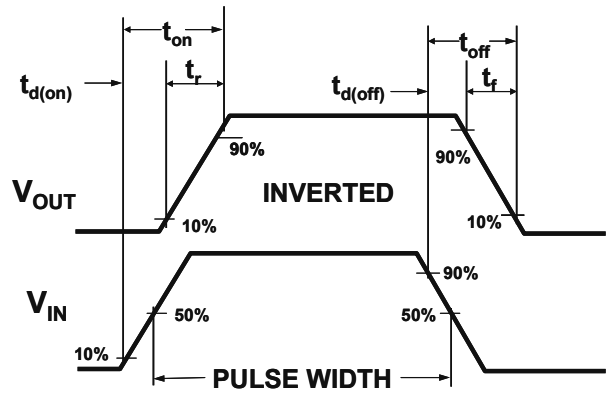 t_on
t_off
t_d(on)
t_r
t_d(off)
t_f
90%
90%
V_OUT
INVERTED
10%
10%
90%
V_IN
50%
50%
10%
PULSE WIDTH